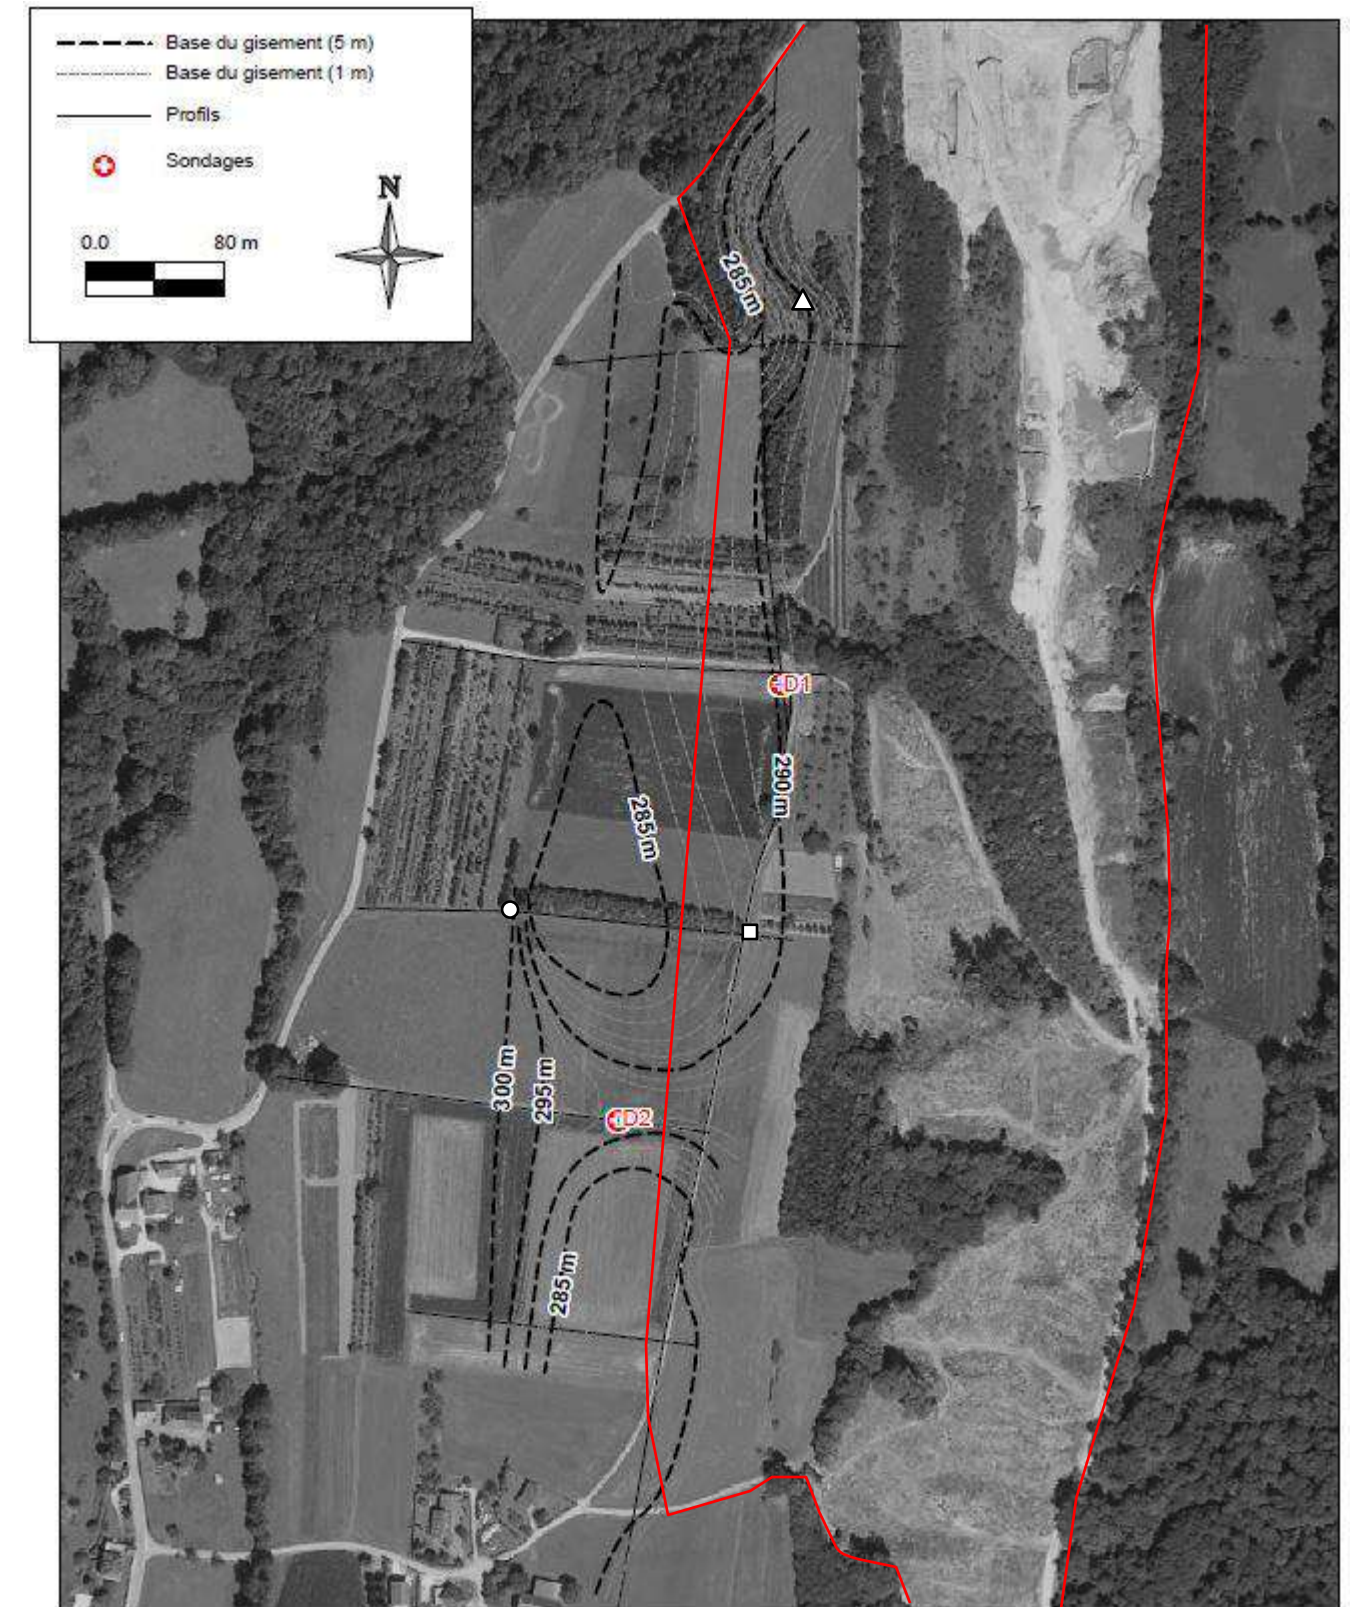 Base du gisement (5 m)
Base du gisement (1 m)
Profils
Sondages
N
0.0 80 m
285 m
D1
290 m
285 m
300 m
295 m
D2
285 m